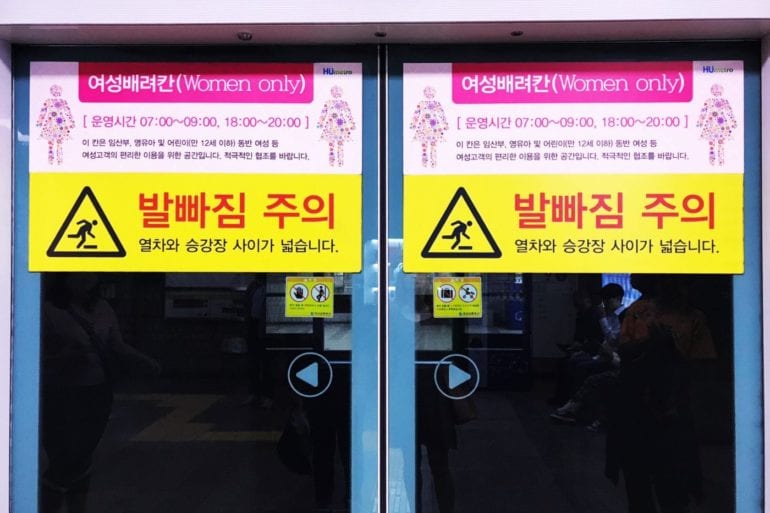 여성배려칸(Women only)
HUmetro
[ 운영시간 07:00~09:00, 18:00~20:00 ]
이 칸은 임산부, 영유아 및 어린이(만 12세 이하) 동반 여성 등
여성고객의 편리한 이용을 위한 공간입니다. 적극적인 협조를 바랍니다.
발빠짐 주의
열차와 승강장 사이가 넓습니다.
여성배려칸(Women only)
HUmetro
[ 운영시간 07:00~09:00, 18:00~20:00 ]
이 칸은 임산부, 영유아 및 어린이(만 12세 이하) 동반 여성 등
여성고객의 편리한 이용을 위한 공간입니다. 적극적인 협조를 바랍니다.
발빠짐 주의
열차와 승강장 사이가 넓습니다.